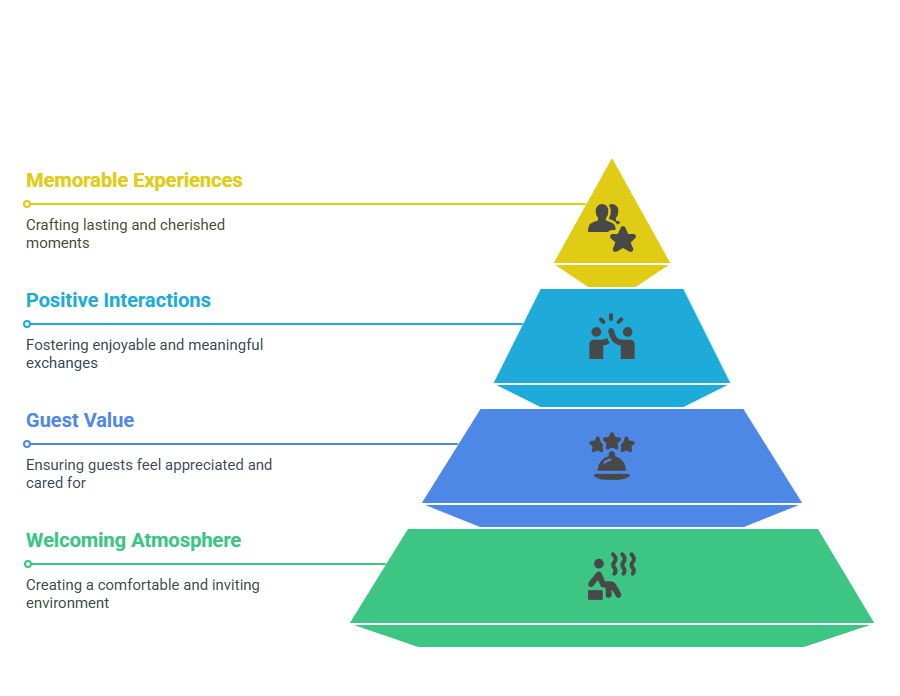 Memorable Experiences
Crafting lasting and cherished
moments
Positive Interactions
Fostering enjoyable and meaningful
exchanges
Guest Value
Ensuring guests feel appreciated and
cared for
Welcoming Atmosphere
Creating a comfortable and inviting
environment